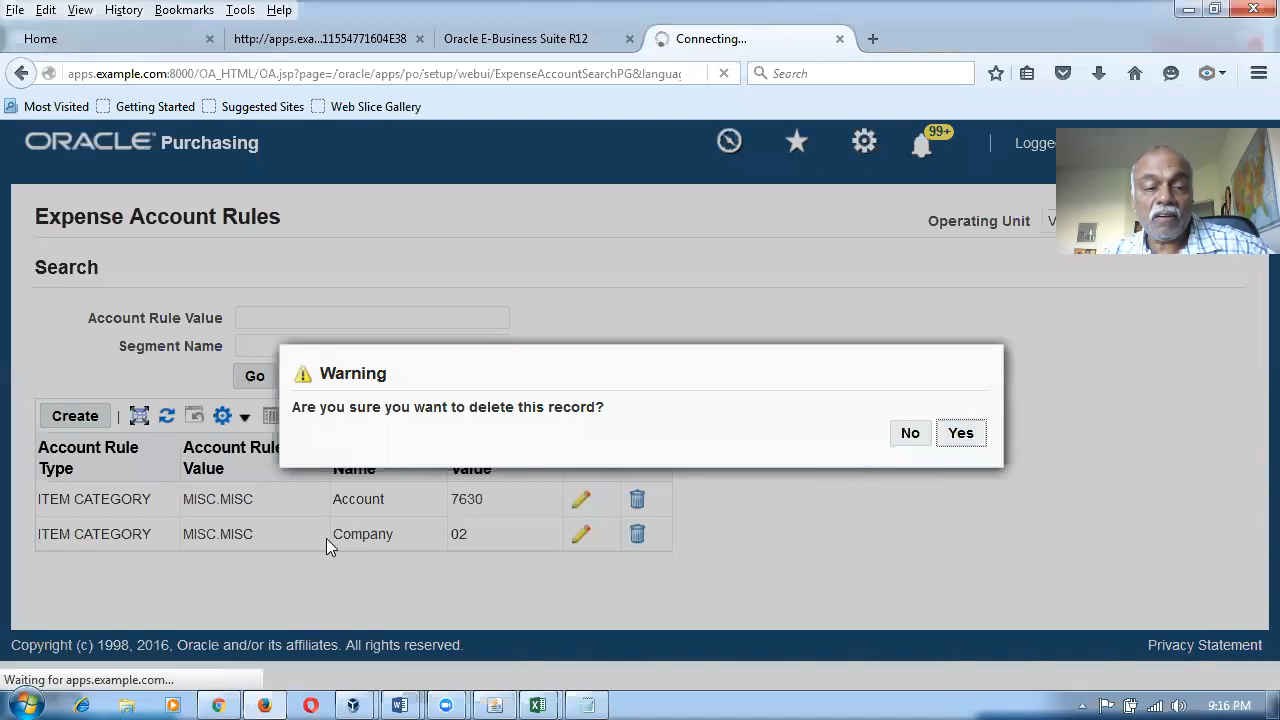 File Edit View History Bookmarks Tools Help
Home http://apps.exa...11554771604E38 Oracle E-Business Suite R12 Connecting...
apps.example.com:8000/OA_HTML/OA.jsp?page=/oracle/apps/po/setup/webui/ExpenseAccountSearchPG&langua Search
Most Visited Getting Started Suggested Sites Web Slice Gallery
ORACLE Purchasing 99+ Logge
Expense Account Rules Operating Unit V
Search
Account Rule Value
Segment Name
Go
Warning
Are you sure you want to delete this record?
No Yes
Create
Account Rule Type Account Rule Value Name Value
ITEM CATEGORY MISC.MISC Account 7630
ITEM CATEGORY MISC.MISC Company 02
Copyright (c) 1998, 2016, Oracle and/or its affiliates. All rights reserved. Privacy Statement
Waiting for apps.example.com...
9:16 PM